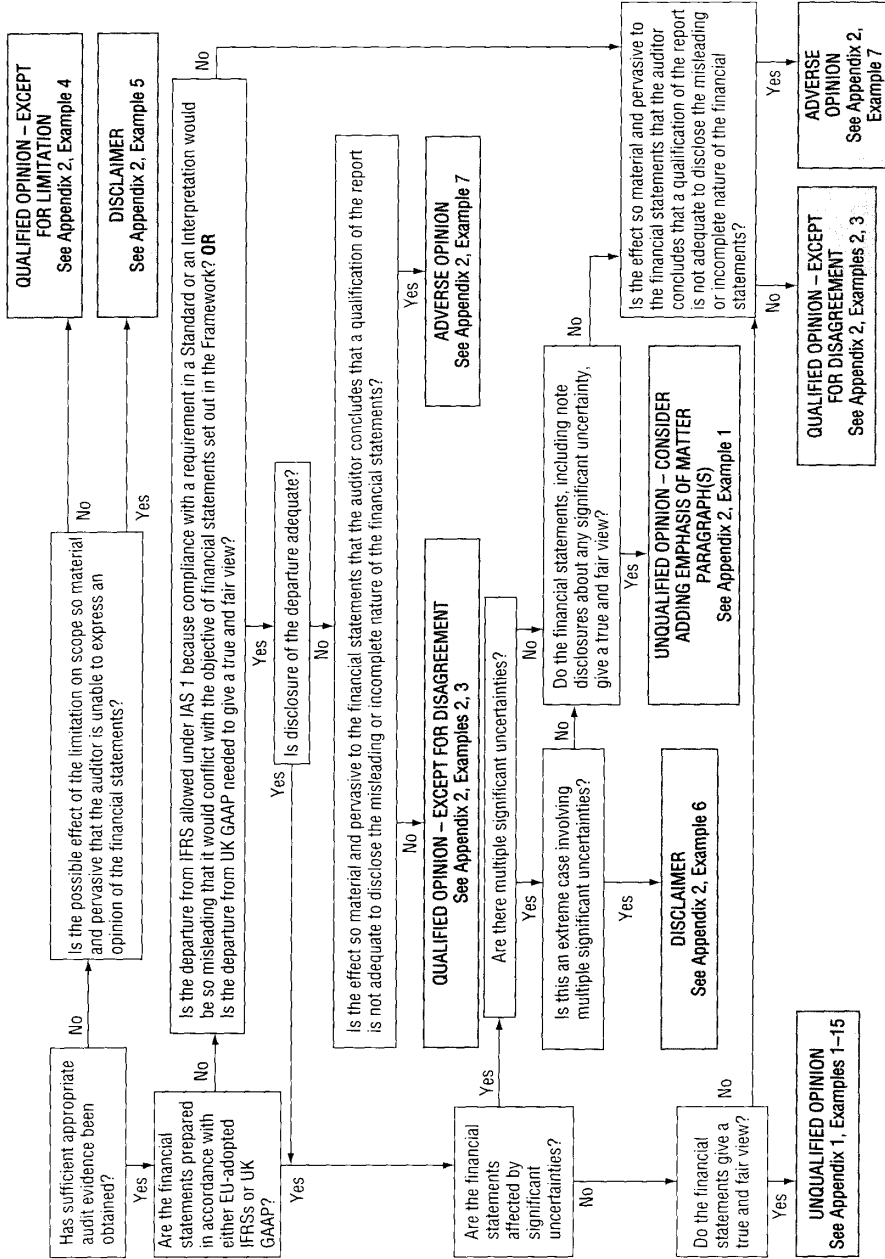 Has sufficient appropriate
audit evidence been
obtained?
No
Yes
Is the possible effect of the limitation on scope so material
and pervasive that the auditor is unable to express an
opinion of the financial statements?
No
Yes
QUALIFIED OPINION – EXCEPT
FOR LIMITATION
See Appendix 2, Example 4
DISCLAIMER
See Appendix 2, Example 5
Are the financial
statements prepared
in accordance with
either EU-adopted
IFRSs or UK
GAAP?
No
Yes
Is the departure from IFRS allowed under IAS 1 because compliance with a requirement in a Standard or an Interpretation would
be so misleading that it would conflict with the objective of financial statements set out in the Framework? OR
Is the departure from UK GAAP needed to give a true and fair view?
No
Yes
Is disclosure of the departure adequate?
Yes
No
Is the effect so material and pervasive to the financial statements that the auditor concludes that a qualification of the report
is not adequate to disclose the misleading or incomplete nature of the financial statements?
No
Yes
QUALIFIED OPINION – EXCEPT FOR DISAGREEMENT
See Appendix 2, Examples 2, 3
ADVERSE OPINION
See Appendix 2, Example 7
Are the financial
statements
affected by
significant
uncertainties?
Yes
No
Are there multiple significant uncertainties?
Yes
No
Is this an extreme case involving
multiple significant uncertainties?
No
Yes
DISCLAIMER
See Appendix 2, Example 6
Do the financial statements, including note
disclosures about any significant uncertainty,
give a true and fair view?
No
Yes
UNQUALIFIED OPINION – CONSIDER
ADDING EMPHASIS OF MATTER
PARAGRAPH(S)
See Appendix 2, Example 1
Is the effect so material and pervasive to
the financial statements that the auditor
concludes that a qualification of the report
is not adequate to disclose the misleading
or incomplete nature of the financial
statements?
No
Yes
Do the financial
statements give a
true and fair view?
No
Yes
UNQUALIFIED OPINION
See Appendix 1, Examples 1–15
QUALIFIED OPINION – EXCEPT
FOR DISAGREEMENT
See Appendix 2, Examples 2, 3
ADVERSE
OPINION
See Appendix 2,
Example 7